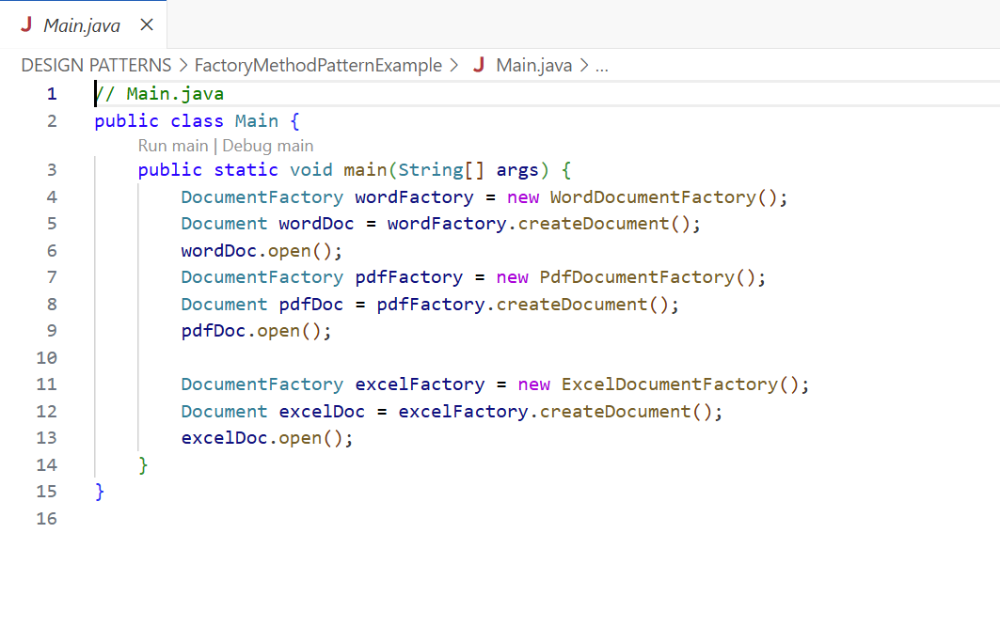 J Main.java ×
DESIGN PATTERNS > FactoryMethodPatternExample > J Main.java > ...
1 // Main.java
2 public class Main {
Run main | Debug main
3     public static void main(String[] args) {
4         DocumentFactory wordFactory = new WordDocumentFactory();
5         Document wordDoc = wordFactory.createDocument();
6         wordDoc.open();
7         DocumentFactory pdfFactory = new PdfDocumentFactory();
8         Document pdfDoc = pdfFactory.createDocument();
9         pdfDoc.open();
10
11         DocumentFactory excelFactory = new ExcelDocumentFactory();
12         Document excelDoc = excelFactory.createDocument();
13         excelDoc.open();
14     }
15 }
16